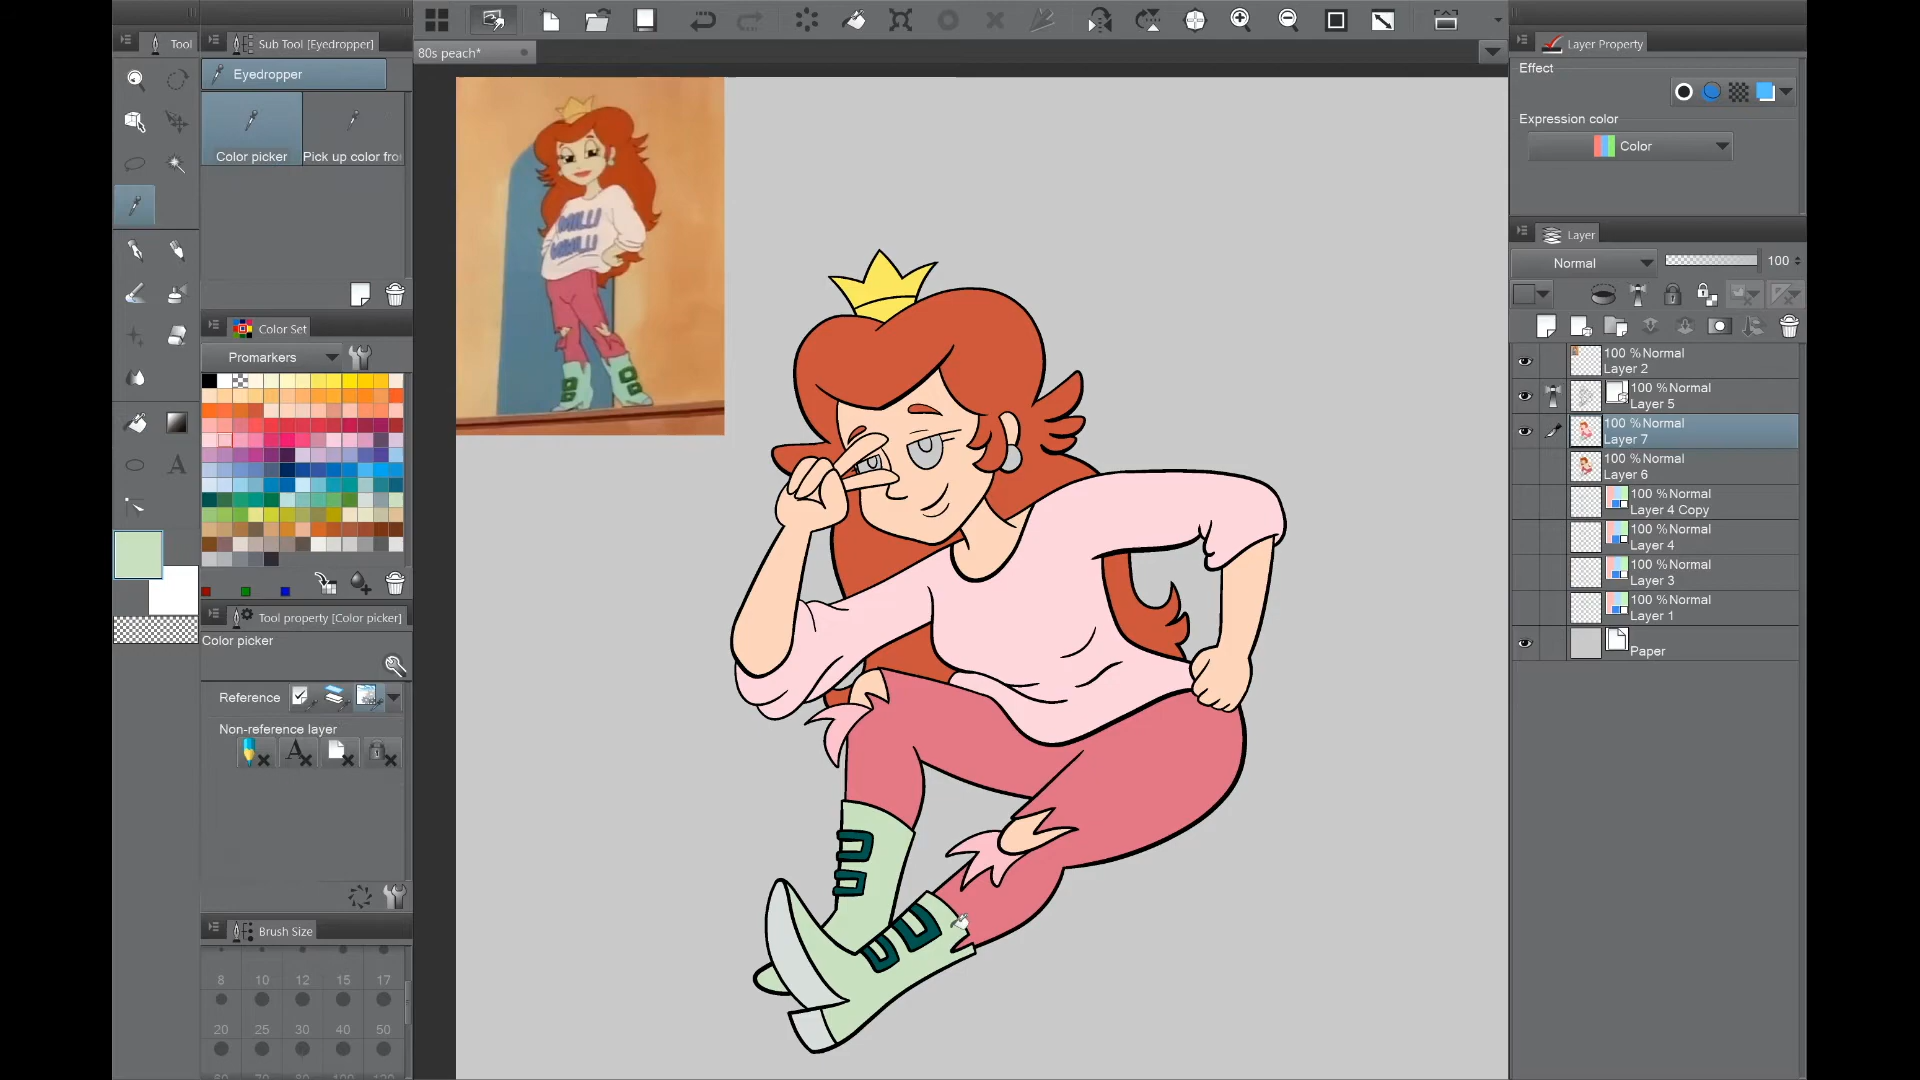 Tool
Sub Tool [Eyedropper]
Eyedropper
Color picker
Pick up color fro
Color Set
Promarkers
Tool property [Color picker]
Color picker
Reference
Non-reference layer
Brush Size
8 10 12 15 17
20 25 30 40 50
80s peach*
MILLI
VANILLI
Layer Property
Effect
Expression color
Color
Layer
Normal 100
100 % Normal
Layer 2
100 % Normal
Layer 5
100 % Normal
Layer 7
100 % Normal
Layer 6
100 % Normal
Layer 4 Copy
100 % Normal
Layer 4
100 % Normal
Layer 3
100 % Normal
Layer 1
Paper